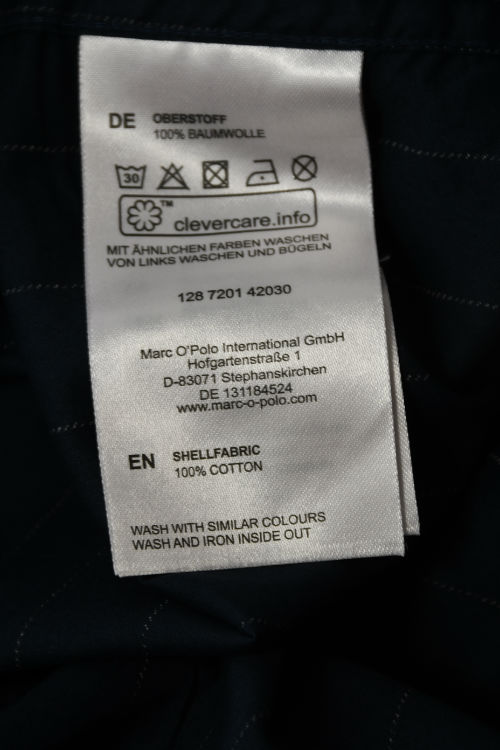 DE OBERSTOFF
100% BAUMWOLLE
30
clevercare.info™
MIT ÄHNLICHEN FARBEN WASCHEN
VON LINKS WASCHEN UND BÜGELN
128 7201 42030
Marc O'Polo International GmbH
Hofgartenstraße 1
D-83071 Stephanskirchen
DE 131184524
www.marc-o-polo.com
EN SHELLFABRIC
100% COTTON
WASH WITH SIMILAR COLOURS
WASH AND IRON INSIDE OUT